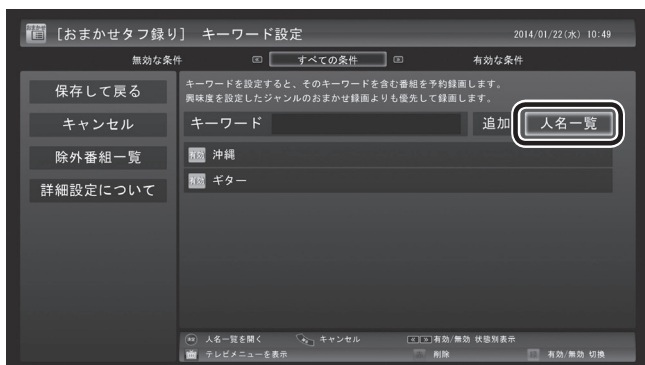 [おまかせタフ録り] キーワード設定
2014/01/22(水) 10:49
無効な条件 すべての条件 有効な条件
保存して戻る
キャンセル
除外番組一覧
詳細設定について
キーワードを設定すると、そのキーワードを含む番組を予約録画します。
興味度を設定したジャンルのおまかせ録画よりも優先して録画します。
キーワード 追加 人名一覧
有効 沖縄
有効 ギター
人名一覧を開く キャンセル 有効/無効 状態別表示
テレビメニューを表示 削除 有効/無効 切換